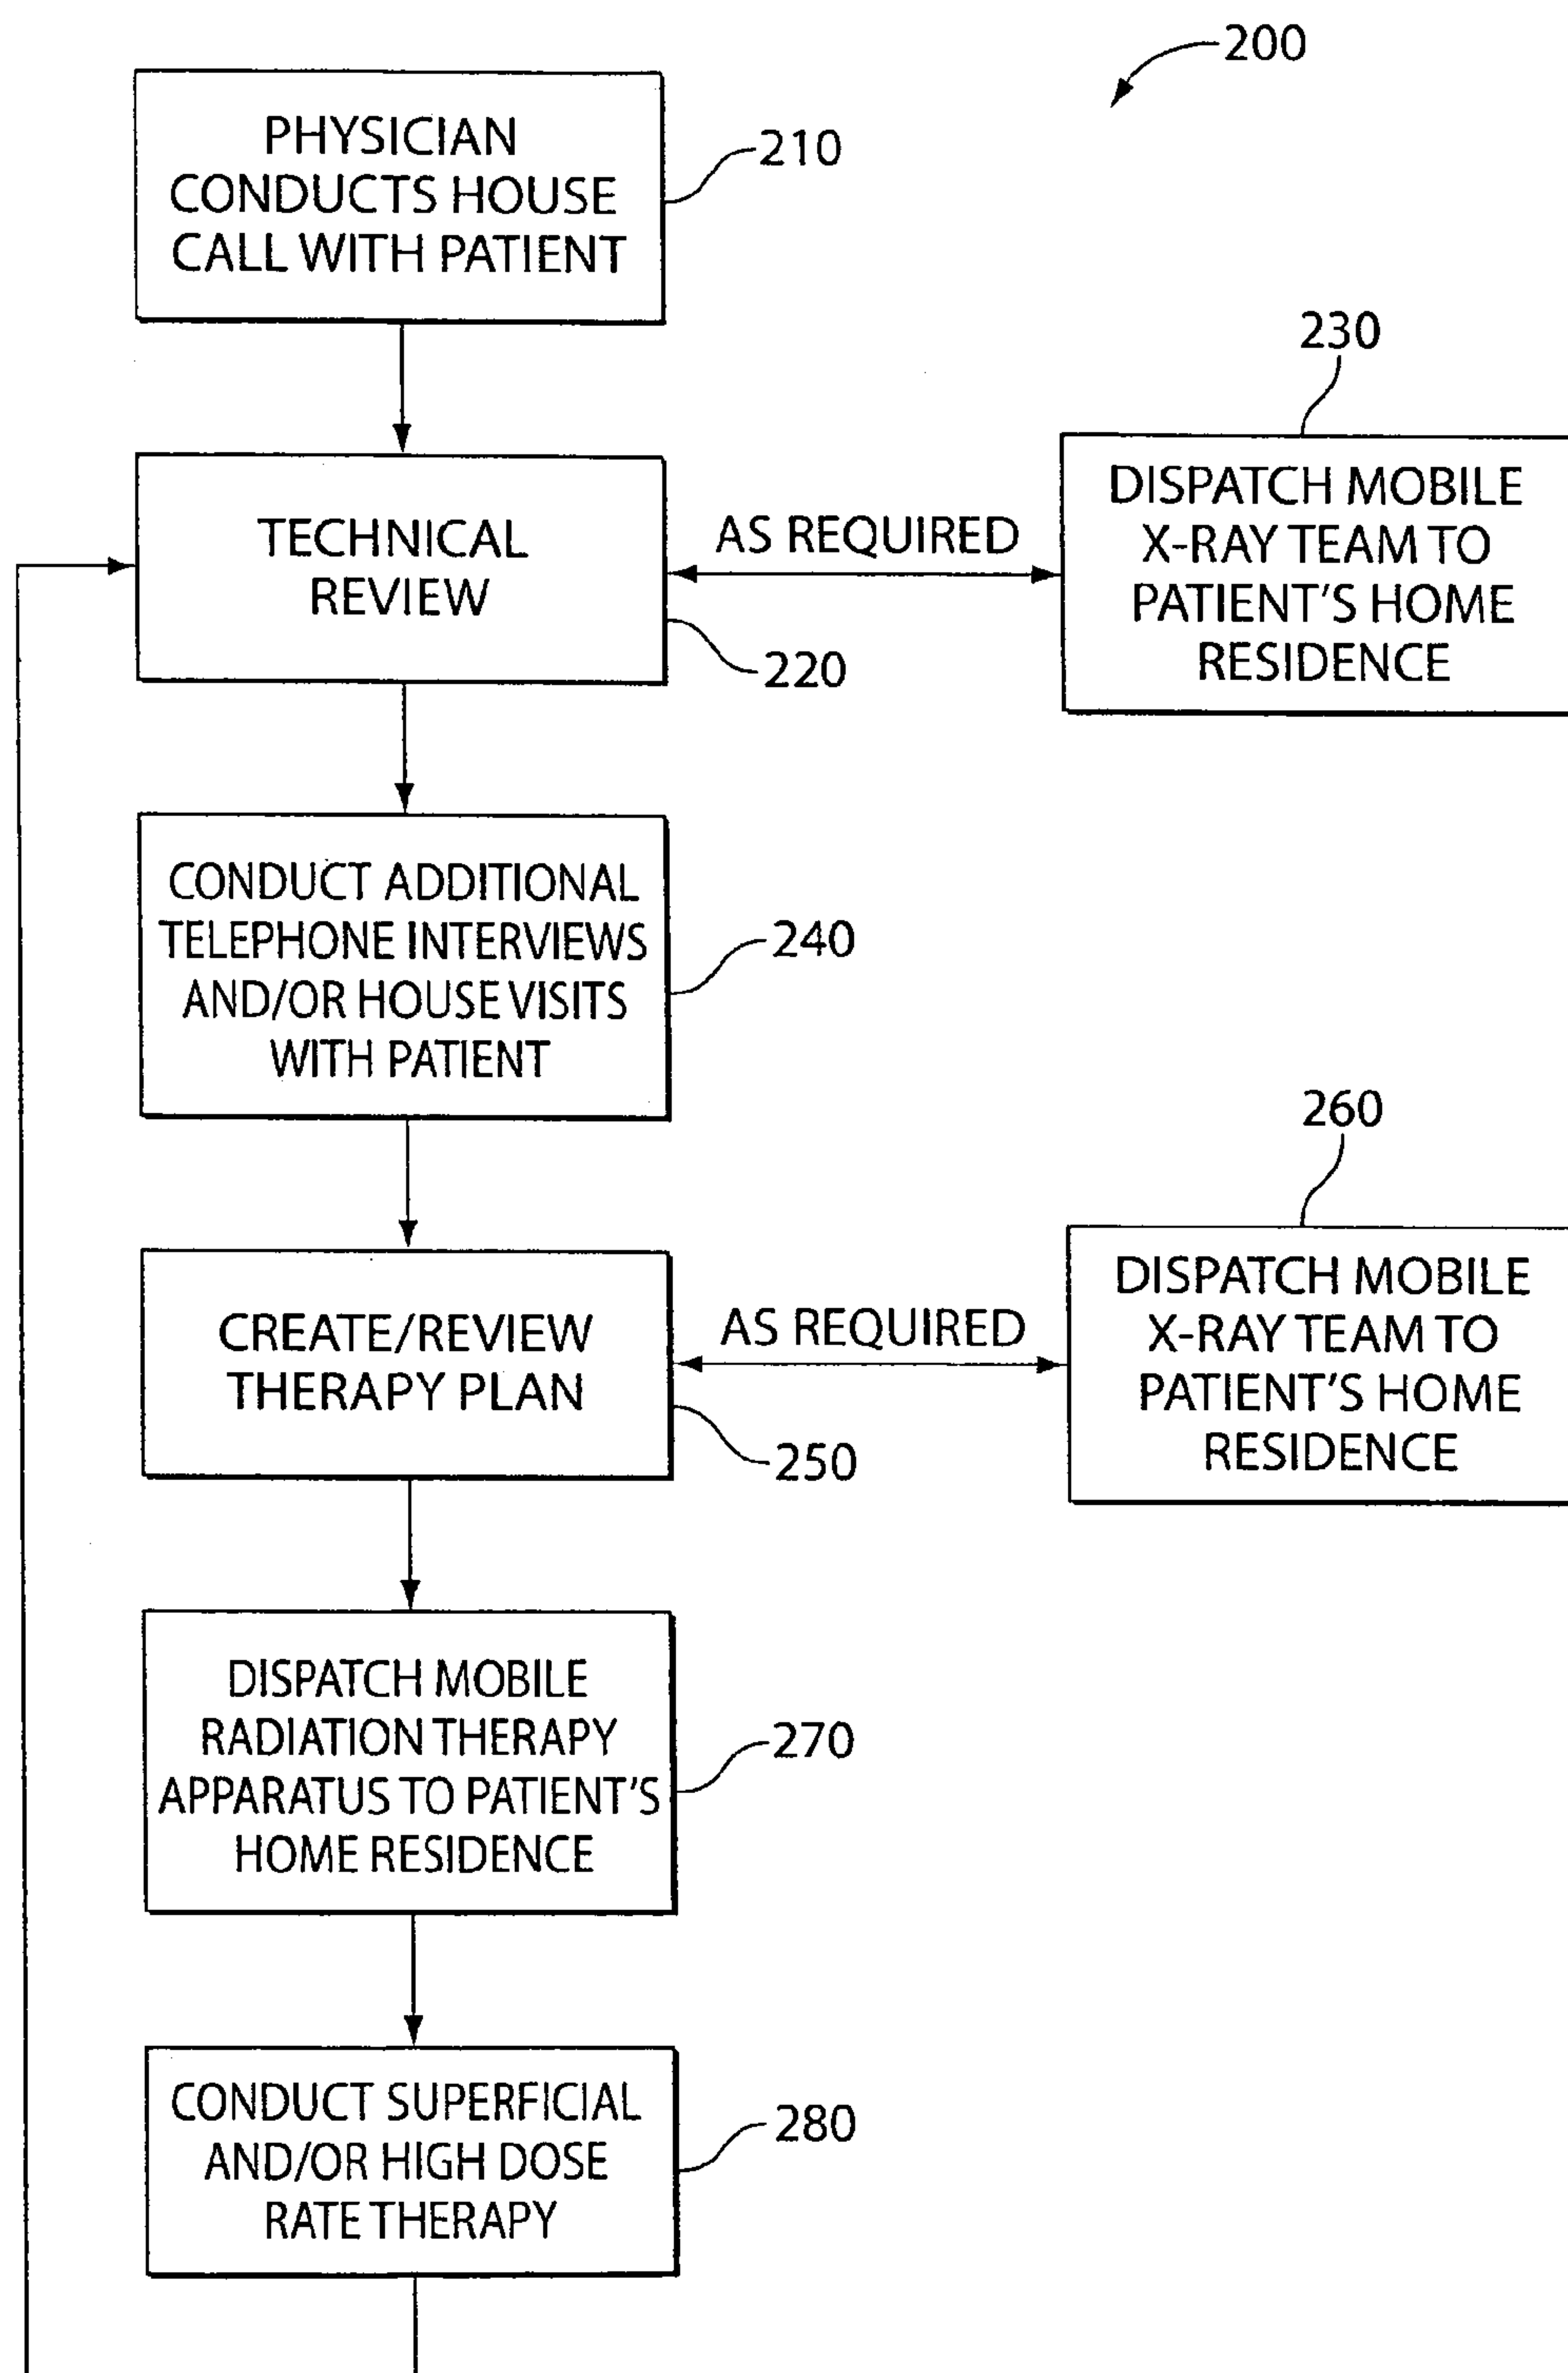 200
PHYSICIAN
CONDUCTS HOUSE
CALL WITH PATIENT
210
230
TECHNICAL
REVIEW
220
AS REQUIRED
DISPATCH MOBILE
X-RAY TEAM TO
PATIENT'S HOME
RESIDENCE
CONDUCT ADDITIONAL
TELEPHONE INTERVIEWS
AND/OR HOUSE VISITS
WITH PATIENT
240
260
CREATE/REVIEW
THERAPY PLAN
250
AS REQUIRED
DISPATCH MOBILE
X-RAY TEAM TO
PATIENT'S HOME
RESIDENCE
DISPATCH MOBILE
RADIATION THERAPY
APPARATUS TO PATIENT'S
HOME RESIDENCE
270
CONDUCT SUPERFICIAL
AND/OR HIGH DOSE
RATE THERAPY
280